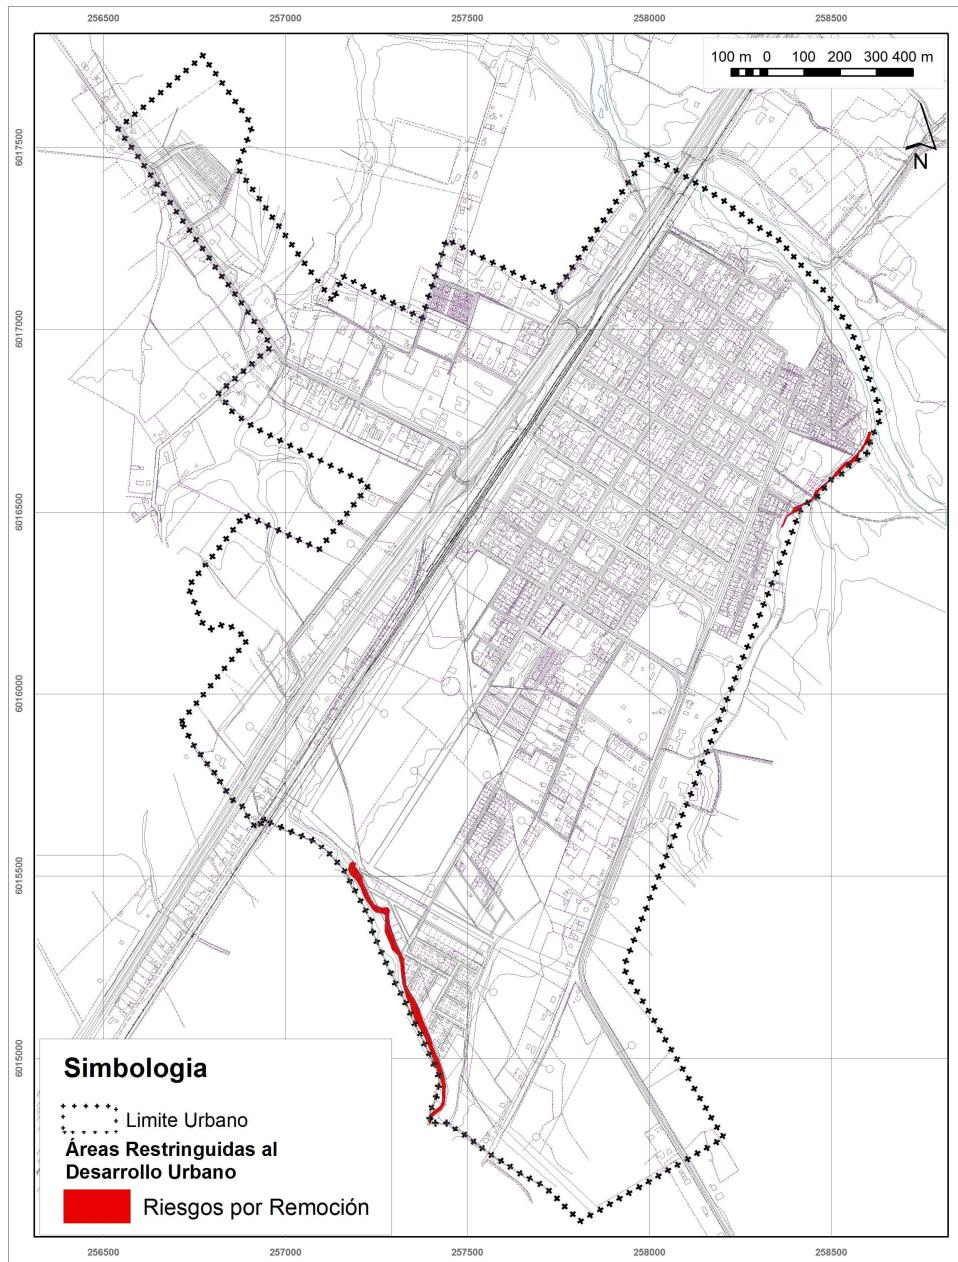 256500 257000 257500 258000 258500
100 m 0 100 200 300 400 m
N
6017500
6017000
6016500
6016000
6015500
6015000
Simbologia
Limite Urbano
Áreas Restringuidas al
Desarrollo Urbano
Riesgos por Remoción
256500 257000 257500 258000 258500